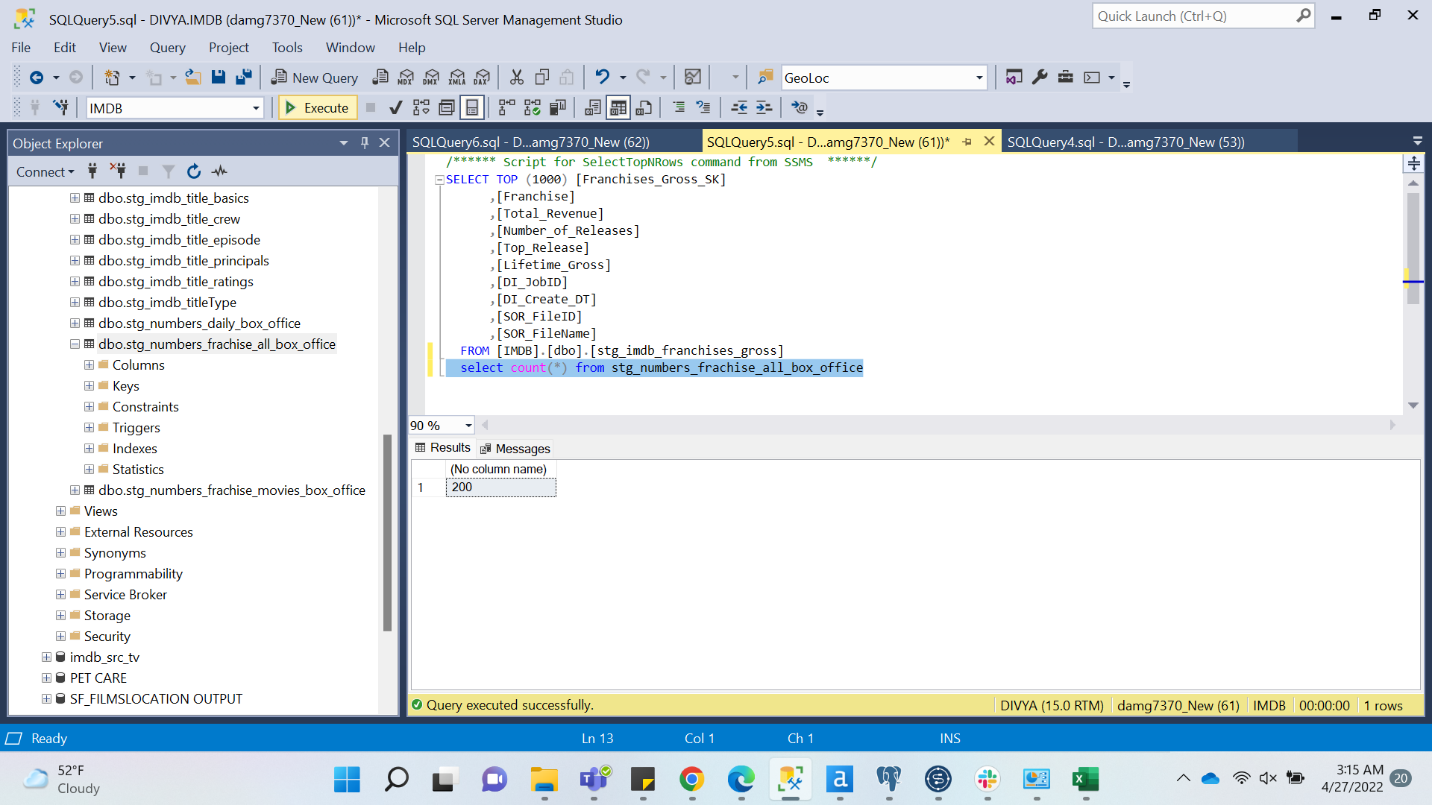 SQLQuery5.sql - DIVYA.IMDB (damg7370_New (61))* - Microsoft SQL Server Management Studio
Quick Launch (Ctrl+Q)
File Edit View Query Project Tools Window Help
New Query
MDX DMX XMLA DAX
GeoLoc
IMDB
Execute
Object Explorer
Connect
dbo.stg_imdb_title_basics
dbo.stg_imdb_title_crew
dbo.stg_imdb_title_episode
dbo.stg_imdb_title_principals
dbo.stg_imdb_title_ratings
dbo.stg_imdb_titleType
dbo.stg_numbers_daily_box_office
dbo.stg_numbers_frachise_all_box_office
Columns
Keys
Constraints
Triggers
Indexes
Statistics
dbo.stg_numbers_frachise_movies_box_office
Views
External Resources
Synonyms
Programmability
Service Broker
Storage
Security
imdb_src_tv
PET CARE
SF_FILMSLOCATION OUTPUT
SQLQuery6.sql - D...amg7370_New (62))
SQLQuery5.sql - D...amg7370_New (61))*
SQLQuery4.sql - D...amg7370_New (53))
/****** Script for SelectTopNRows command from SSMS ******/
SELECT TOP (1000) [Franchises_Gross_SK]
,[Franchise]
,[Total_Revenue]
,[Number_of_Releases]
,[Top_Release]
,[Lifetime_Gross]
,[DI_JobID]
,[DI_Create_DT]
,[SOR_FileID]
,[SOR_FileName]
FROM [IMDB].[dbo].[stg_imdb_franchises_gross]
select count(*) from stg_numbers_frachise_all_box_office
90 %
Results Messages
(No column name)
1 200
Query executed successfully.
DIVYA (15.0 RTM) damg7370_New (61) IMDB 00:00:00 1 rows
Ready
Ln 13 Col 1 Ch 1 INS
52°F
Cloudy
3:15 AM
4/27/2022
20